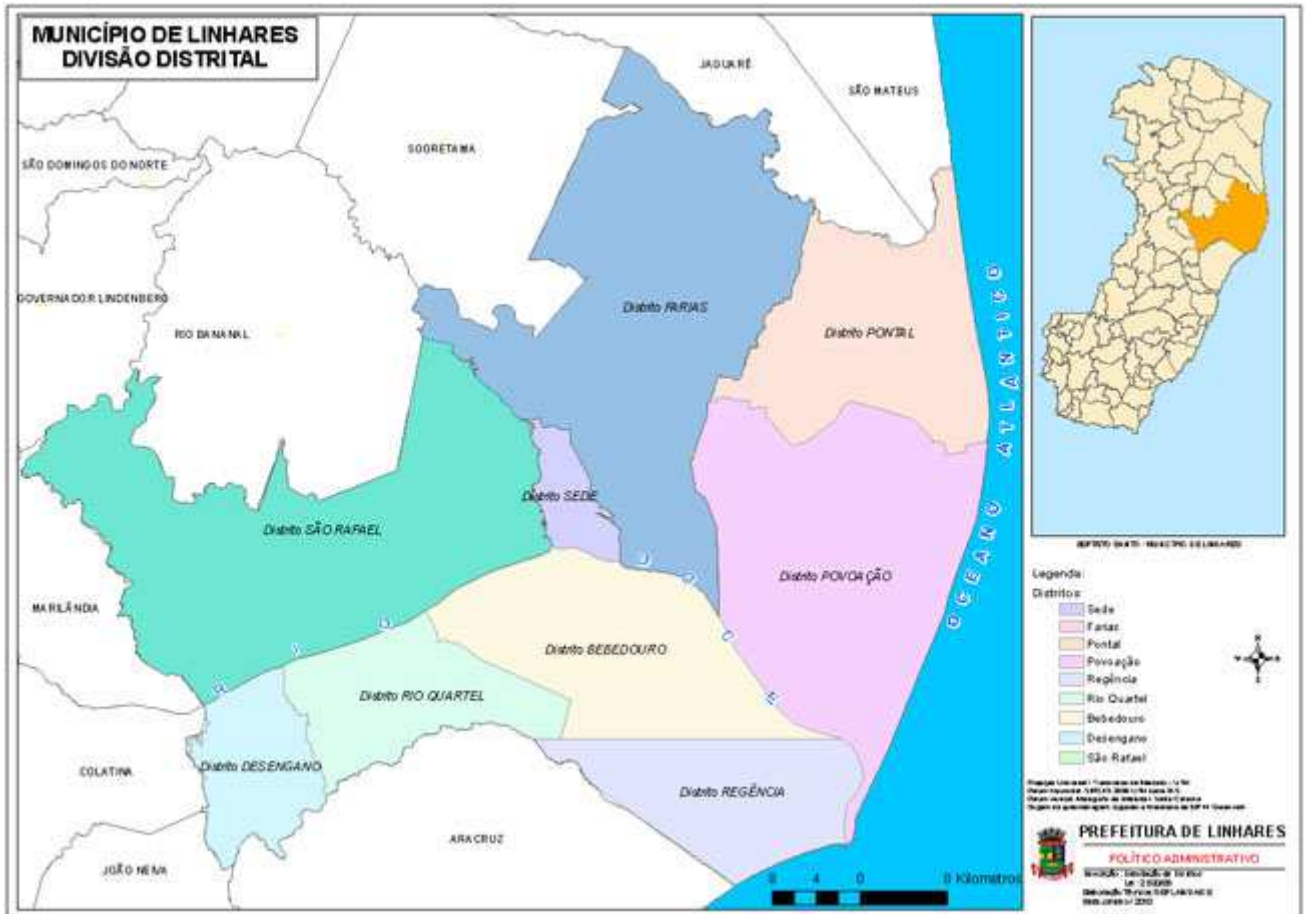 MUNICÍPIO DE LINHARES
DIVISÃO DISTRITAL
JAGUARÉ
SÃO MATEUS
SOORETAMA
SÃO DOMINGOS DO NORTE
GOVERNADOR LINDENBERG
RIO BANANAL
Distrito FARIAS
Distrito PONTAL
OCEANO ATLANTICO
Distrito SEDE
Distrito SÃO RAFAEL
Distrito POVOAÇÃO
MARILÂNDIA
RIO DOCE
Distrito BEBEDOURO
Distrito RIO QUARTEL
Distrito DESENGANO
COLATINA
Distrito REGÊNCIA
ARACRUZ
JOÃO NEIVA
8 4 0 8 Kilometros
Legenda:
Distritos
Sede
Farias
Pontal
Povoação
Regência
Rio Quartel
Bebedouro
Desengano
São Rafael
PREFEITURA DE LINHARES
POLÍTICO ADMINISTRATIVO